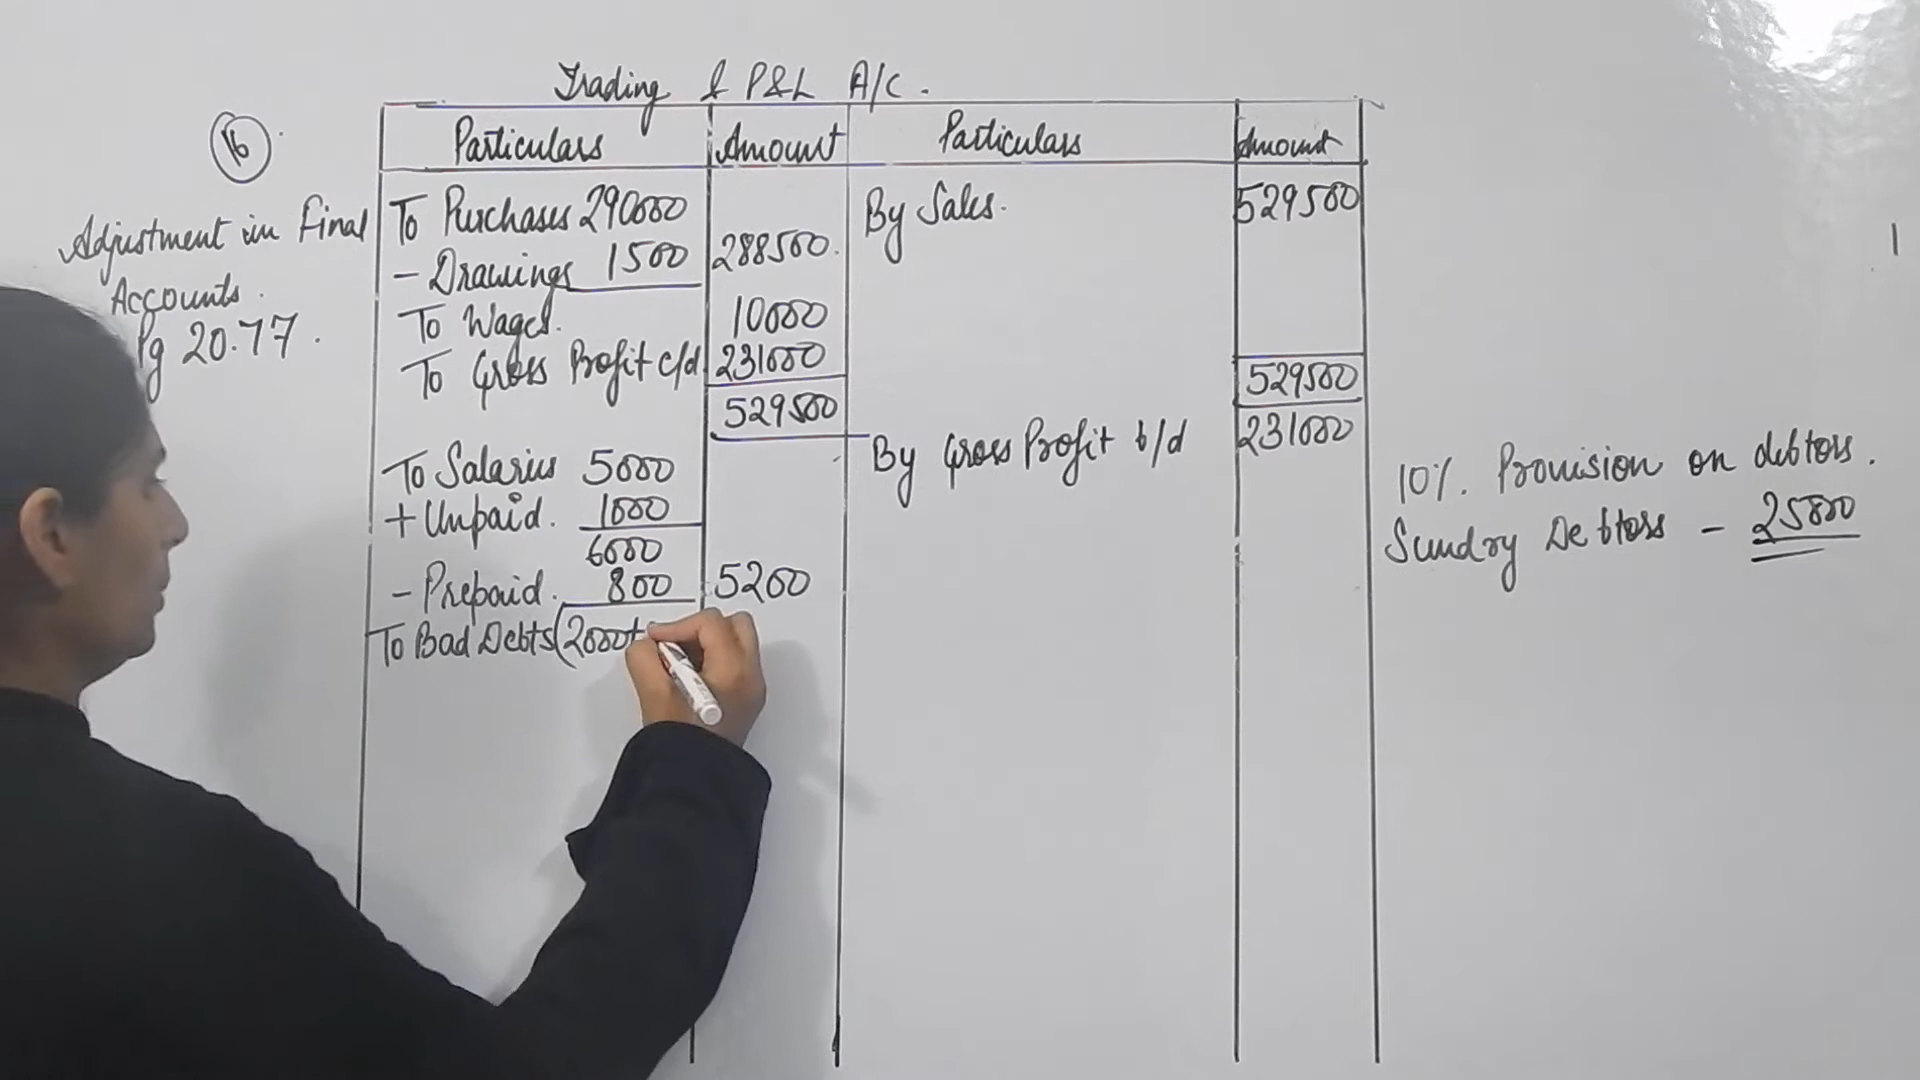 Trading & P&L A/C.
16
Adjustment in Final
Accounts.
Pg 20.77.
Particulars Amount Particulars Amount
To Purchases 290000
- Drawings 1500 288500.
To Wages. 10000
To Gross Profit c/d 231000
529500
To Salaries 5000
+ Unpaid. 1000
6000
- Prepaid. 800 5200
To Bad Debts (2000+
By Sales. 529500
529500
By Gross Profit b/d 231000
10%. Provision on debtors.
Sundry Debtors - 25800